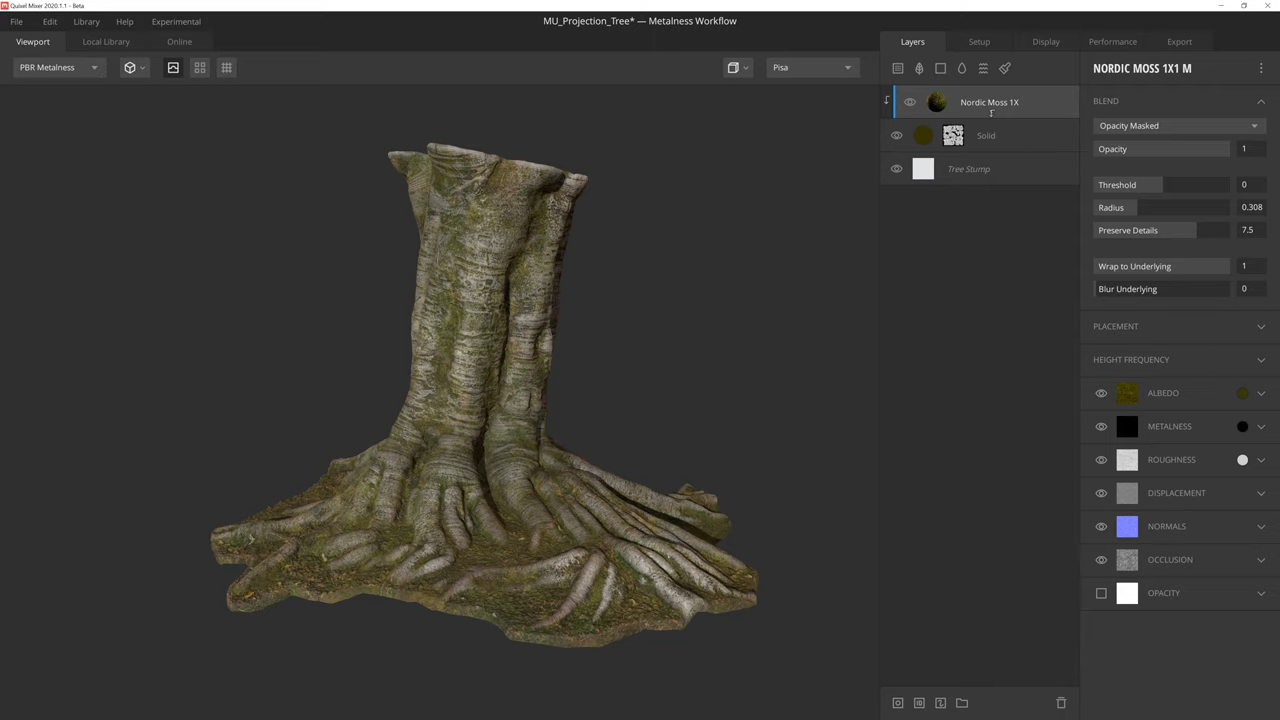 Quixel Mixer 2020.1.1 - Beta
File Edit Library Help Experimental
MU_Projection_Tree* — Metalness Workflow
Viewport Local Library Online
Layers Setup Display Performance Export
PBR Metalness
Pisa
NORDIC MOSS 1X1 M
Nordic Moss 1X
Solid
Tree Stump
BLEND
Opacity Masked
Opacity 1
Threshold 0
Radius 0.308
Preserve Details 7.5
Wrap to Underlying 1
Blur Underlying 0
PLACEMENT
HEIGHT FREQUENCY
ALBEDO
METALNESS
ROUGHNESS
DISPLACEMENT
NORMALS
OCCLUSION
OPACITY